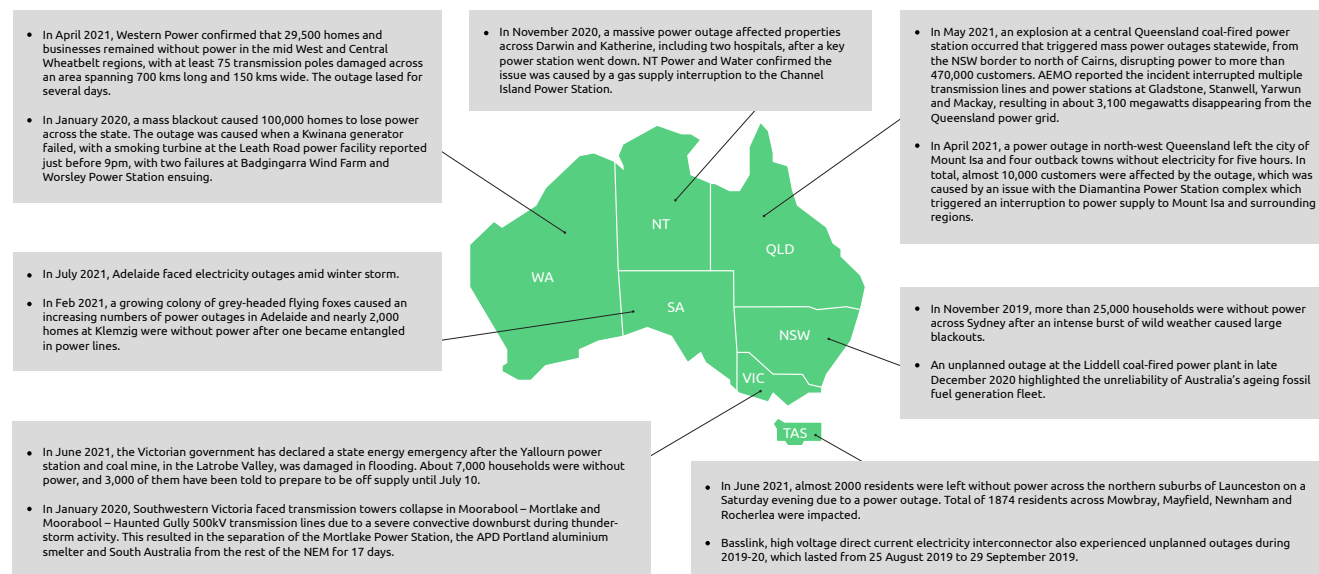 • In April 2021, Western Power confirmed that 29,500 homes and
businesses remained without power in the mid West and Central
Wheatbelt regions, with at least 75 transmission poles damaged across
an area spanning 700 kms long and 150 kms wide. The outage lased for
several days.
• In January 2020, a mass blackout caused 100,000 homes to lose power
across the state. The outage was caused when a Kwinana generator
failed, with a smoking turbine at the Leath Road power facility reported
just before 9pm, with two failures at Badgingarra Wind Farm and
Worsley Power Station ensuing.
• In November 2020, a massive power outage affected properties
across Darwin and Katherine, including two hospitals, after a key
power station went down. NT Power and Water confirmed the
issue was caused by a gas supply interruption to the Channel
Island Power Station.
• In May 2021, an explosion at a central Queensland coal-fired power
station occurred that triggered mass power outages statewide, from
the NSW border to north of Cairns, disrupting power to more than
470,000 customers. AEMO reported the incident interrupted multiple
transmission lines and power stations at Gladstone, Stanwell, Yarwun
and Mackay, resulting in about 3,100 megawatts disappearing from the
Queensland power grid.
• In April 2021, a power outage in north-west Queensland left the city of
Mount Isa and four outback towns without electricity for five hours. In
total, almost 10,000 customers were affected by the outage, which was
caused by an issue with the Diamantina Power Station complex which
triggered an interruption to power supply to Mount Isa and surrounding
regions.
NT
QLD
WA
SA
NSW
VIC
TAS
• In July 2021, Adelaide faced electricity outages amid winter storm.
• In Feb 2021, a growing colony of grey-headed flying foxes caused an
increasing numbers of power outages in Adelaide and nearly 2,000
homes at Klemzig were without power after one became entangled
in power lines.
• In November 2019, more than 25,000 households were without power
across Sydney after an intense burst of wild weather caused large
blackouts.
• An unplanned outage at the Liddell coal-fired power plant in late
December 2020 highlighted the unreliability of Australia's ageing fossil
fuel generation fleet.
• In June 2021, the Victorian government has declared a state energy emergency after the Yallourn power
station and coal mine, in the Latrobe Valley, was damaged in flooding. About 7,000 households were without
power, and 3,000 of them have been told to prepare to be off supply until July 10.
• In January 2020, Southwestern Victoria faced transmission towers collapse in Moorabool – Mortlake and
Moorabool – Haunted Gully 500kV transmission lines due to a severe convective downburst during thunder-
storm activity. This resulted in the separation of the Mortlake Power Station, the APD Portland aluminium
smelter and South Australia from the rest of the NEM for 17 days.
• In June 2021, almost 2000 residents were left without power across the northern suburbs of Launceston on a
Saturday evening due to a power outage. Total of 1874 residents across Mowbray, Mayfield, Newnham and
Rocherlea were impacted.
• Basslink, high voltage direct current electricity interconnector also experienced unplanned outages during
2019-20, which lasted from 25 August 2019 to 29 September 2019.